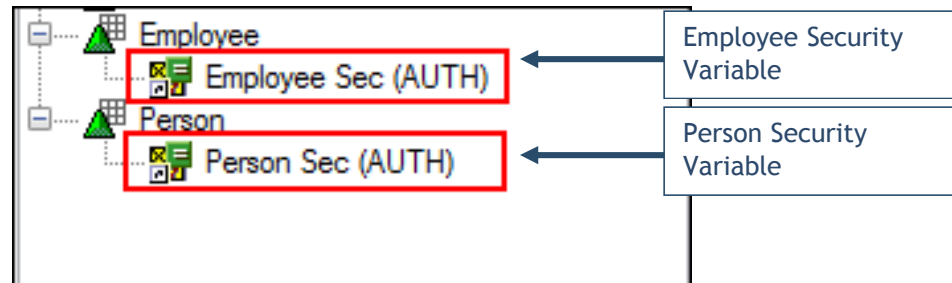 Employee
Employee Sec (AUTH)
Person
Person Sec (AUTH)
Employee Security
Variable
Person Security
Variable